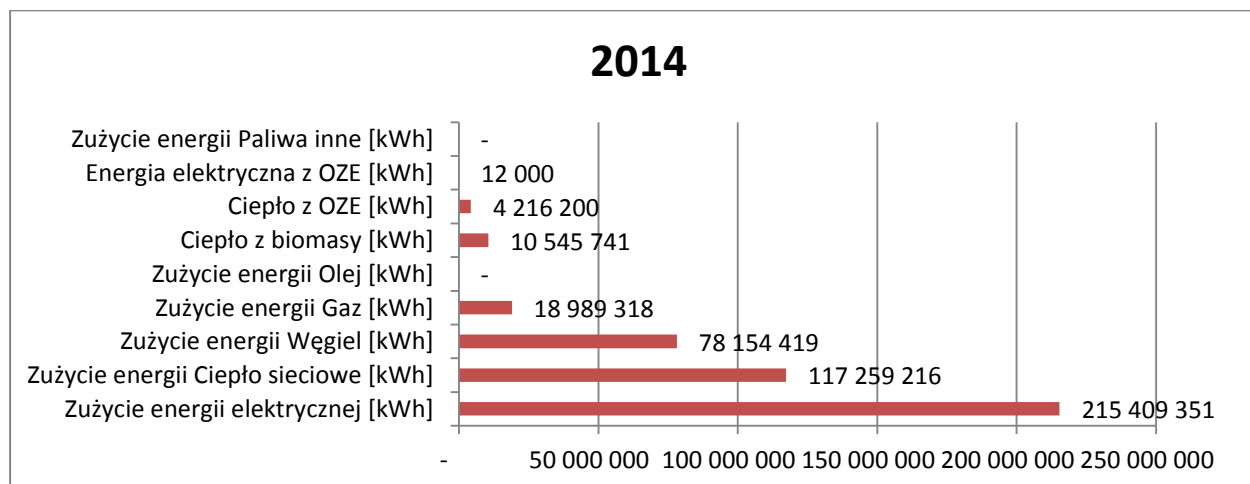 2014
Zużycie energii Paliwa inne [kWh] -
Energia elektryczna z OZE [kWh] 12 000
Ciepło z OZE [kWh] 4 216 200
Ciepło z biomasy [kWh] 10 545 741
Zużycie energii Olej [kWh] -
Zużycie energii Gaz [kWh] 18 989 318
Zużycie energii Węgiel [kWh] 78 154 419
Zużycie energii Ciepło sieciowe [kWh] 117 259 216
Zużycie energii elektrycznej [kWh] 215 409 351
- 50 000 000 100 000 000 150 000 000 200 000 000 250 000 000